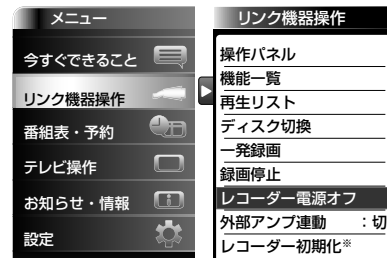 メニュー
今すぐできること
リンク機器操作
番組表・予約
テレビ操作
お知らせ・情報
設定
リンク機器操作
操作パネル
機能一覧
再生リスト
ディスク切換
一発録画
録画停止
レコーダー電源オフ
外部アンプ連動 ：切
レコーダー初期化※